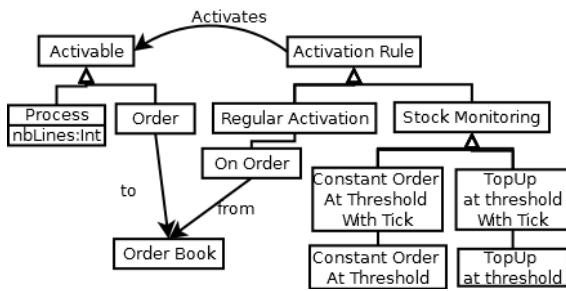 Activates
Activable
Activation Rule
Process
nbLines:Int
Order
Regular Activation
Stock Monitoring
On Order
Constant Order
At Threshold
With Tick
TopUp
at threshold
With Tick
to
from
Order Book
Constant Order
At Threshold
TopUp
at threshold